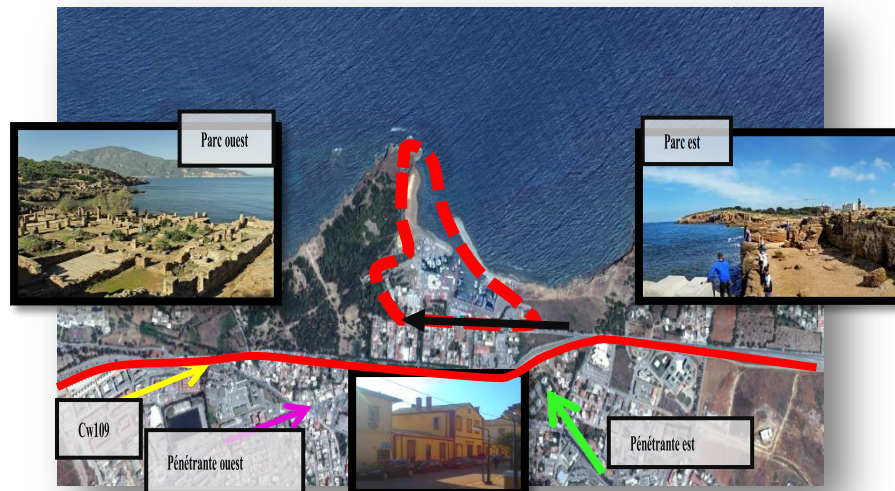 Parc ouest
Parc est
Cw109
Pénétrante ouest
Pénétrante est